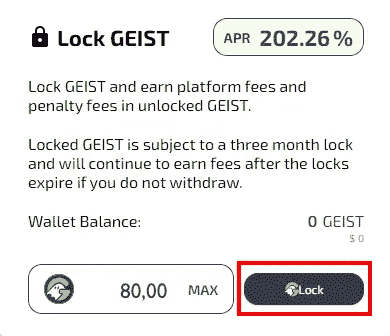 Lock GEIST
APR 202.26 %
Lock GEIST and earn platform fees and
penalty fees in unlocked GEIST.
Locked GEIST is subject to a three month lock
and will continue to earn fees after the locks
expire if you do not withdraw.
Wallet Balance: 0 GEIST
$ 0
80,00 MAX
Lock